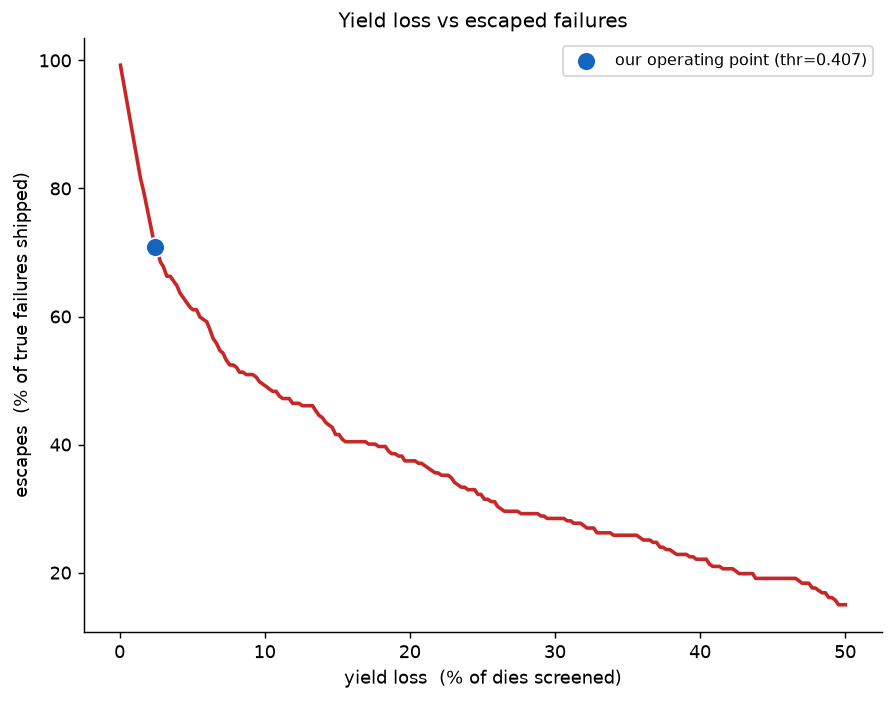 Yield loss vs escaped failures
our operating point (thr=0.407)
100
80
60
40
20
escapes  (% of true failures shipped)
0
10
20
30
40
50
yield loss  (% of dies screened)